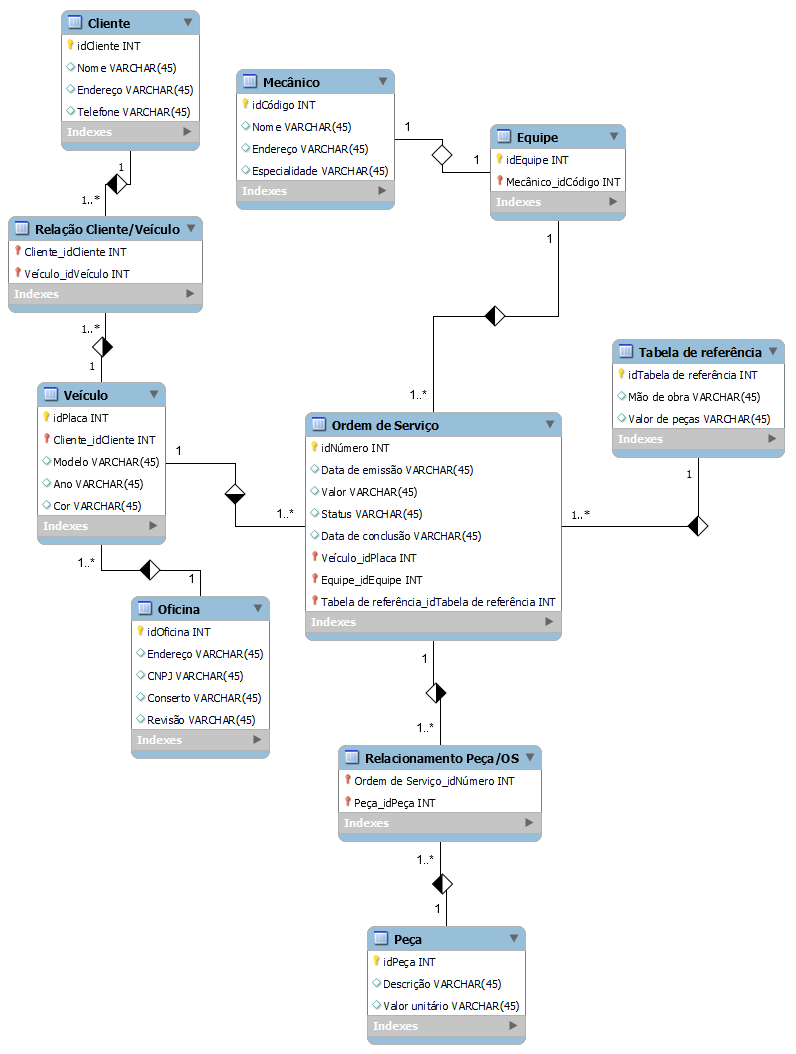 Cliente
idCliente INT
Nome VARCHAR(45)
Endereço VARCHAR(45)
Telefone VARCHAR(45)
Indexes
1
1..*
Relação Cliente/Veículo
Cliente_idCliente INT
Veículo_idVeículo INT
Indexes
1..*
1
Veículo
idPlaca INT
Cliente_idCliente INT
Modelo VARCHAR(45)
Ano VARCHAR(45)
Cor VARCHAR(45)
Indexes
1..*
1
Oficina
idOficina INT
Endereço VARCHAR(45)
CNPJ VARCHAR(45)
Conserto VARCHAR(45)
Revisão VARCHAR(45)
Indexes
Mecânico
idCódigo INT
Nome VARCHAR(45)
Endereço VARCHAR(45)
Especialidade VARCHAR(45)
Indexes
1
1
Equipe
idEquipe INT
Mecânico_idCódigo INT
Indexes
1
1..*
1
1..*
Ordem de Serviço
idNúmero INT
Data de emissão VARCHAR(45)
Valor VARCHAR(45)
Status VARCHAR(45)
Data de conclusão VARCHAR(45)
Veículo_idPlaca INT
Equipe_idEquipe INT
Tabela de referência_idTabela de referência INT
Indexes
Tabela de referência
idTabela de referência INT
Mão de obra VARCHAR(45)
Valor de peças VARCHAR(45)
Indexes
1
1..*
1
1..*
Relacionamento Peça/OS
Ordem de Serviço_idNúmero INT
Peça_idPeça INT
Indexes
1..*
1
Peça
idPeça INT
Descrição VARCHAR(45)
Valor unitário VARCHAR(45)
Indexes